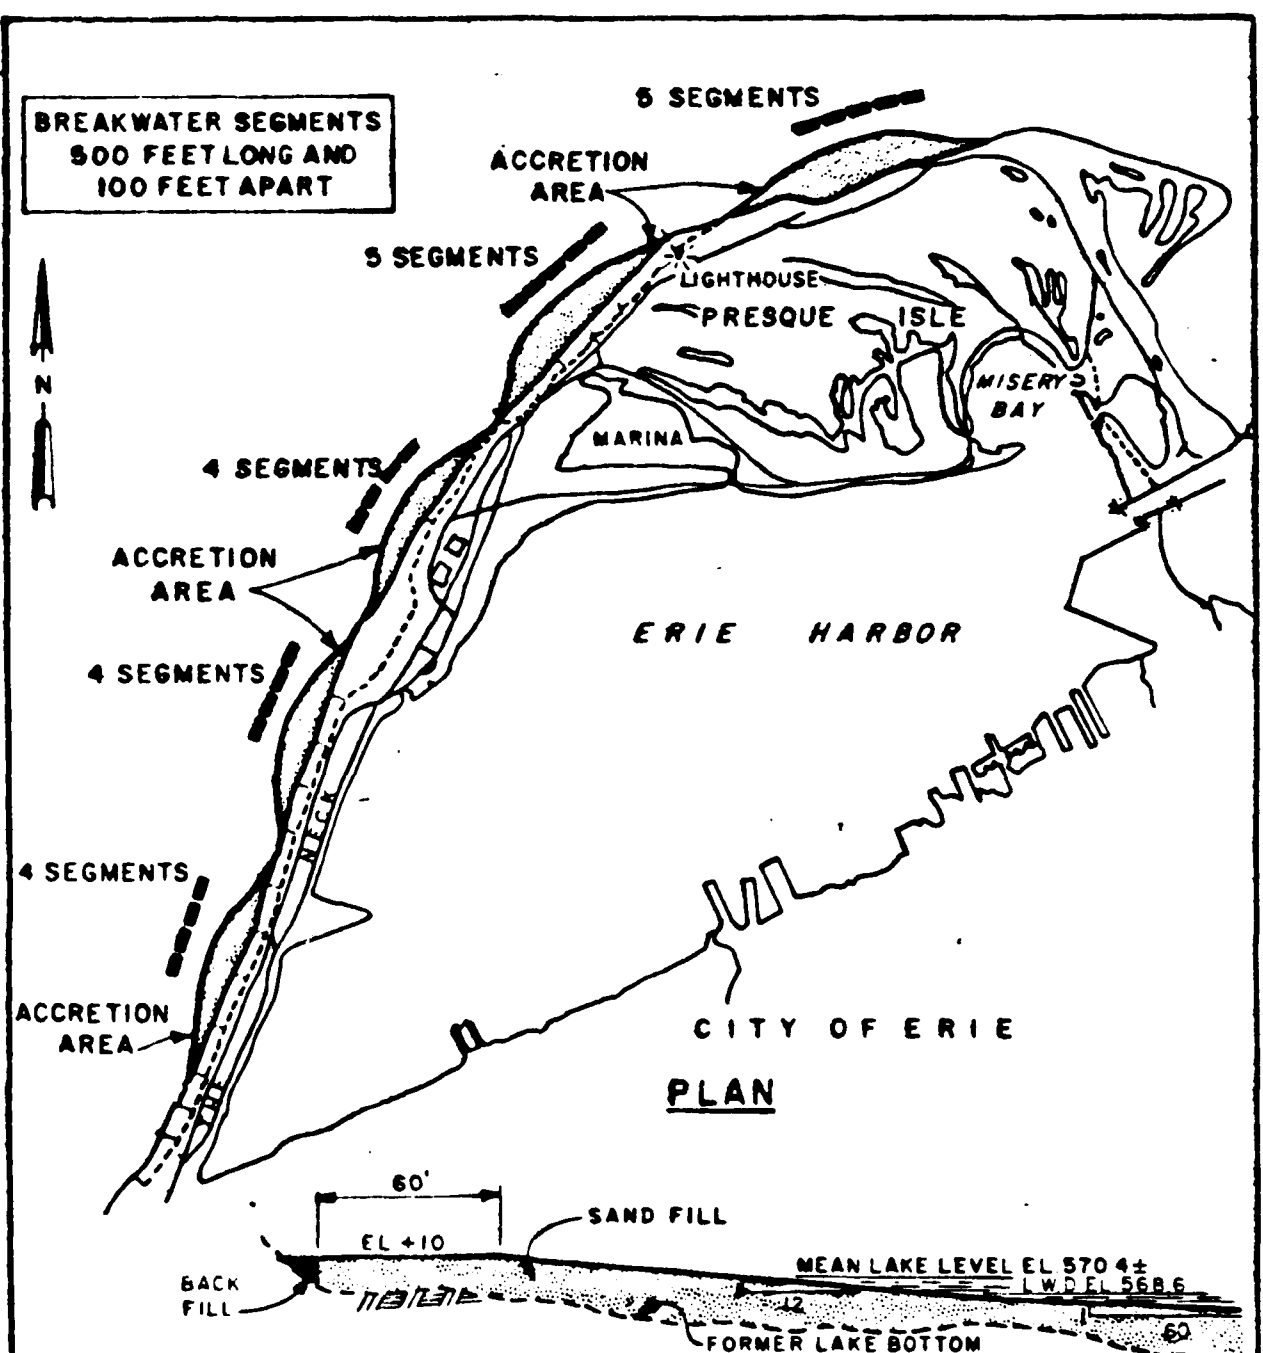 5 SEGMENTS
BREAKWATER SEGMENTS
500 FEET LONG AND
100 FEET APART
ACCRETION
AREA
5 SEGMENTS
LIGHTHOUSE
PRESQUE ISLE
N
MISERY
BAY
MARINA
4 SEGMENTS
ACCRETION
AREA
ERIE HARBOR
4 SEGMENTS
NECK
4 SEGMENTS
ACCRETION
AREA
CITY OF ERIE
PLAN
60'
SAND FILL
EL +10
MEAN LAKE LEVEL EL 570.4±
L.W.D EL 568.6
BACK
FILL
12
60
FORMER LAKE BOTTOM